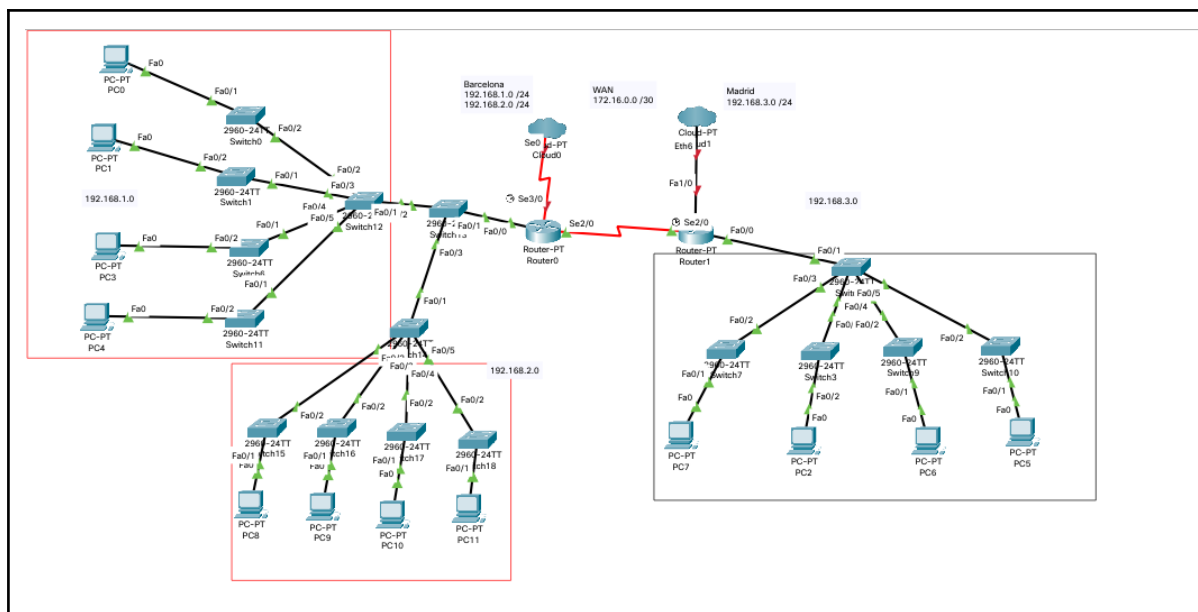 Barcelona
192.168.1.0 /24
192.168.2.0 /24
WAN
172.16.0.0 /30
Madrid
192.168.3.0 /24
PC-PT
PC0
Fa0
Fa0/1
2960-24TT
Switch0
Fa0/2
PC-PT
PC1
Fa0
Fa0/2
2960-24TT
Switch1
Fa0/1
192.168.1.0
PC-PT
PC3
Fa0
Fa0/2
2960-24TT
Fa0/1
PC-PT
PC4
Fa0
Fa0/2
2960-24TT
Switch11
Fa0/1
Fa0/2
Fa0/3
Fa0/4
Fa0/5
Fa0/1
Switch12
Fa0/1
Fa0/3
Fa0/0
Se3/0
Se2/0
Router-PT
Router0
Se0
Cloud0
Cloud-PT
Eth6
Fa1/0
Se2/0
Fa0/0
Router-PT
Router1
192.168.3.0
Fa0/1
Fa0/3
Fa0/5
Fa0/4
Fa0/2
Fa0/2
Fa0/2
2960-24TT
Switch7
2960-24TT
Switch3
2960-24TT
Switch9
2960-24TT
Switch10
Fa0/1
Fa0/1
Fa0/1
Fa0
Fa0
Fa0
Fa0
PC-PT
PC7
PC-PT
PC2
PC-PT
PC6
PC-PT
PC5
Fa0/1
Fa0/5
Fa0/4
192.168.2.0
Fa0/2
Fa0/2
Fa0/2
Fa0/2
2960-24TT
2960-24TT
2960-24TT
2960-24TT
Fa0/1
Fa0/1
Fa0/1
Fa0/1
Fa0
Fa0
Fa0
PC-PT
PC8
PC-PT
PC9
PC-PT
PC10
PC-PT
PC11